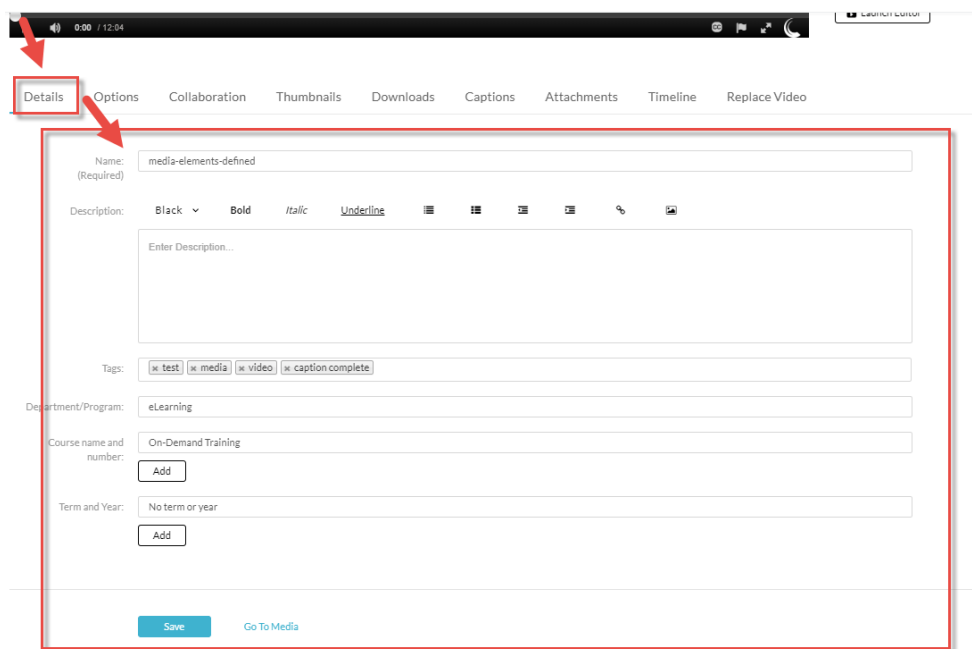 0:00 / 12:04
Launch Editor
Details Options Collaboration Thumbnails Downloads Captions Attachments Timeline Replace Video
Name: media-elements-defined
(Required)
Description: Black Bold Italic Underline
Enter Description...
Tags: × test × media × video × caption complete
Department/Program: eLearning
Course name and On-Demand Training
number:
Add
Term and Year: No term or year
Add
Save Go To Media